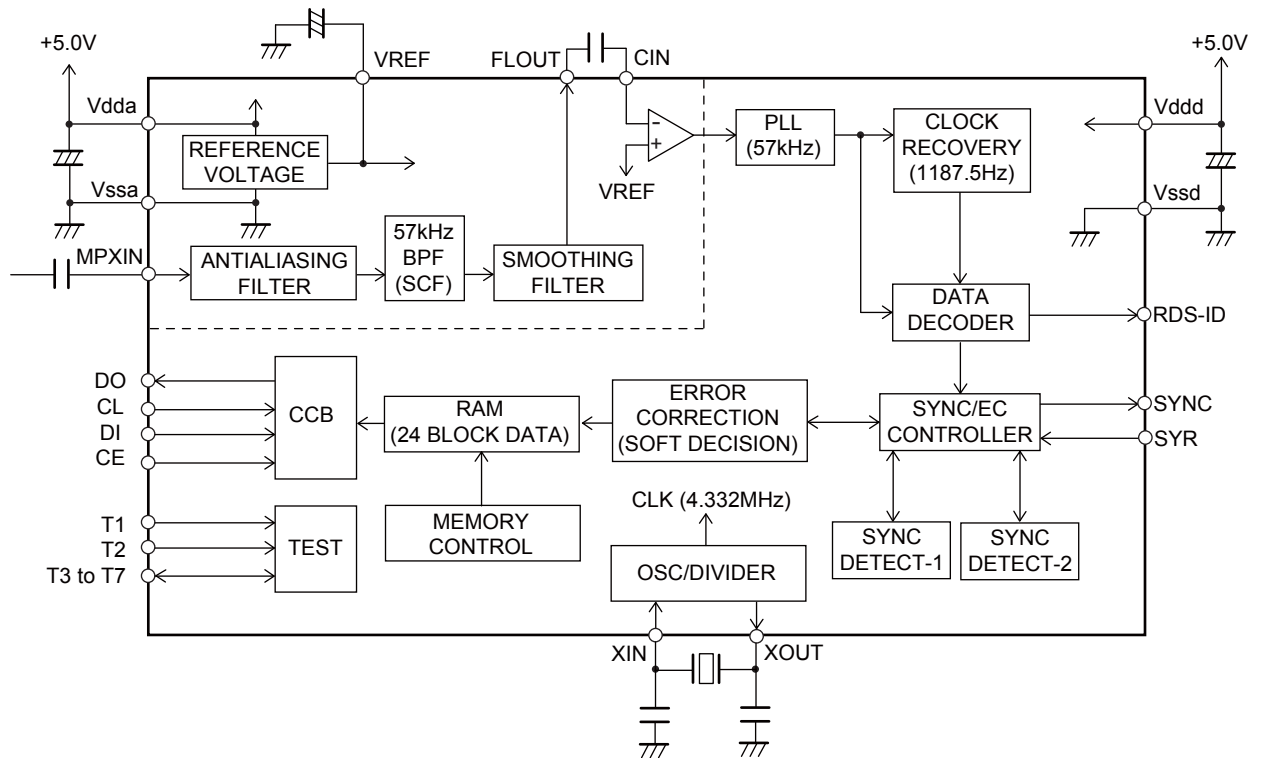 +5.0V
VREF
FLOUT
CIN
+5.0V
Vdda
Vddd
REFERENCE
VOLTAGE
-
+
PLL
(57kHz)
CLOCK
RECOVERY
(1187.5Hz)
VREF
Vssa
Vssd
MPXIN
ANTIALIASING
FILTER
57kHz
BPF
(SCF)
SMOOTHING
FILTER
DATA
DECODER
RDS-ID
DO
CL
DI
CE
CCB
RAM
(24 BLOCK DATA)
ERROR
CORRECTION
(SOFT DECISION)
SYNC/EC
CONTROLLER
SYNC
SYR
T1
T2
T3 to T7
TEST
MEMORY
CONTROL
CLK (4.332MHz)
OSC/DIVIDER
SYNC
DETECT-1
SYNC
DETECT-2
XIN
XOUT